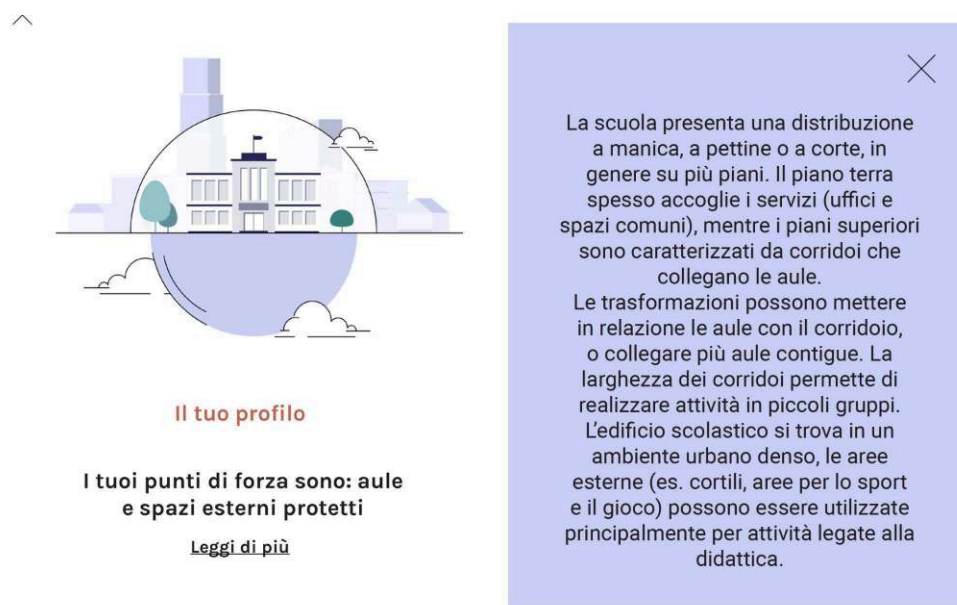 Il tuo profilo
I tuoi punti di forza sono: aule
e spazi esterni protetti
Leggi di più
La scuola presenta una distribuzione
a manica, a pettine o a corte, in
genere su più piani. Il piano terra
spesso accoglie i servizi (uffici e
spazi comuni), mentre i piani superiori
sono caratterizzati da corridoi che
collegano le aule.
Le trasformazioni possono mettere
in relazione le aule con il corridoio,
o collegare più aule contigue. La
larghezza dei corridoi permette di
realizzare attività in piccoli gruppi.
L'edificio scolastico si trova in un
ambiente urbano denso, le aree
esterne (es. cortili, aree per lo sport
e il gioco) possono essere utilizzate
principalmente per attività legate alla
didattica.